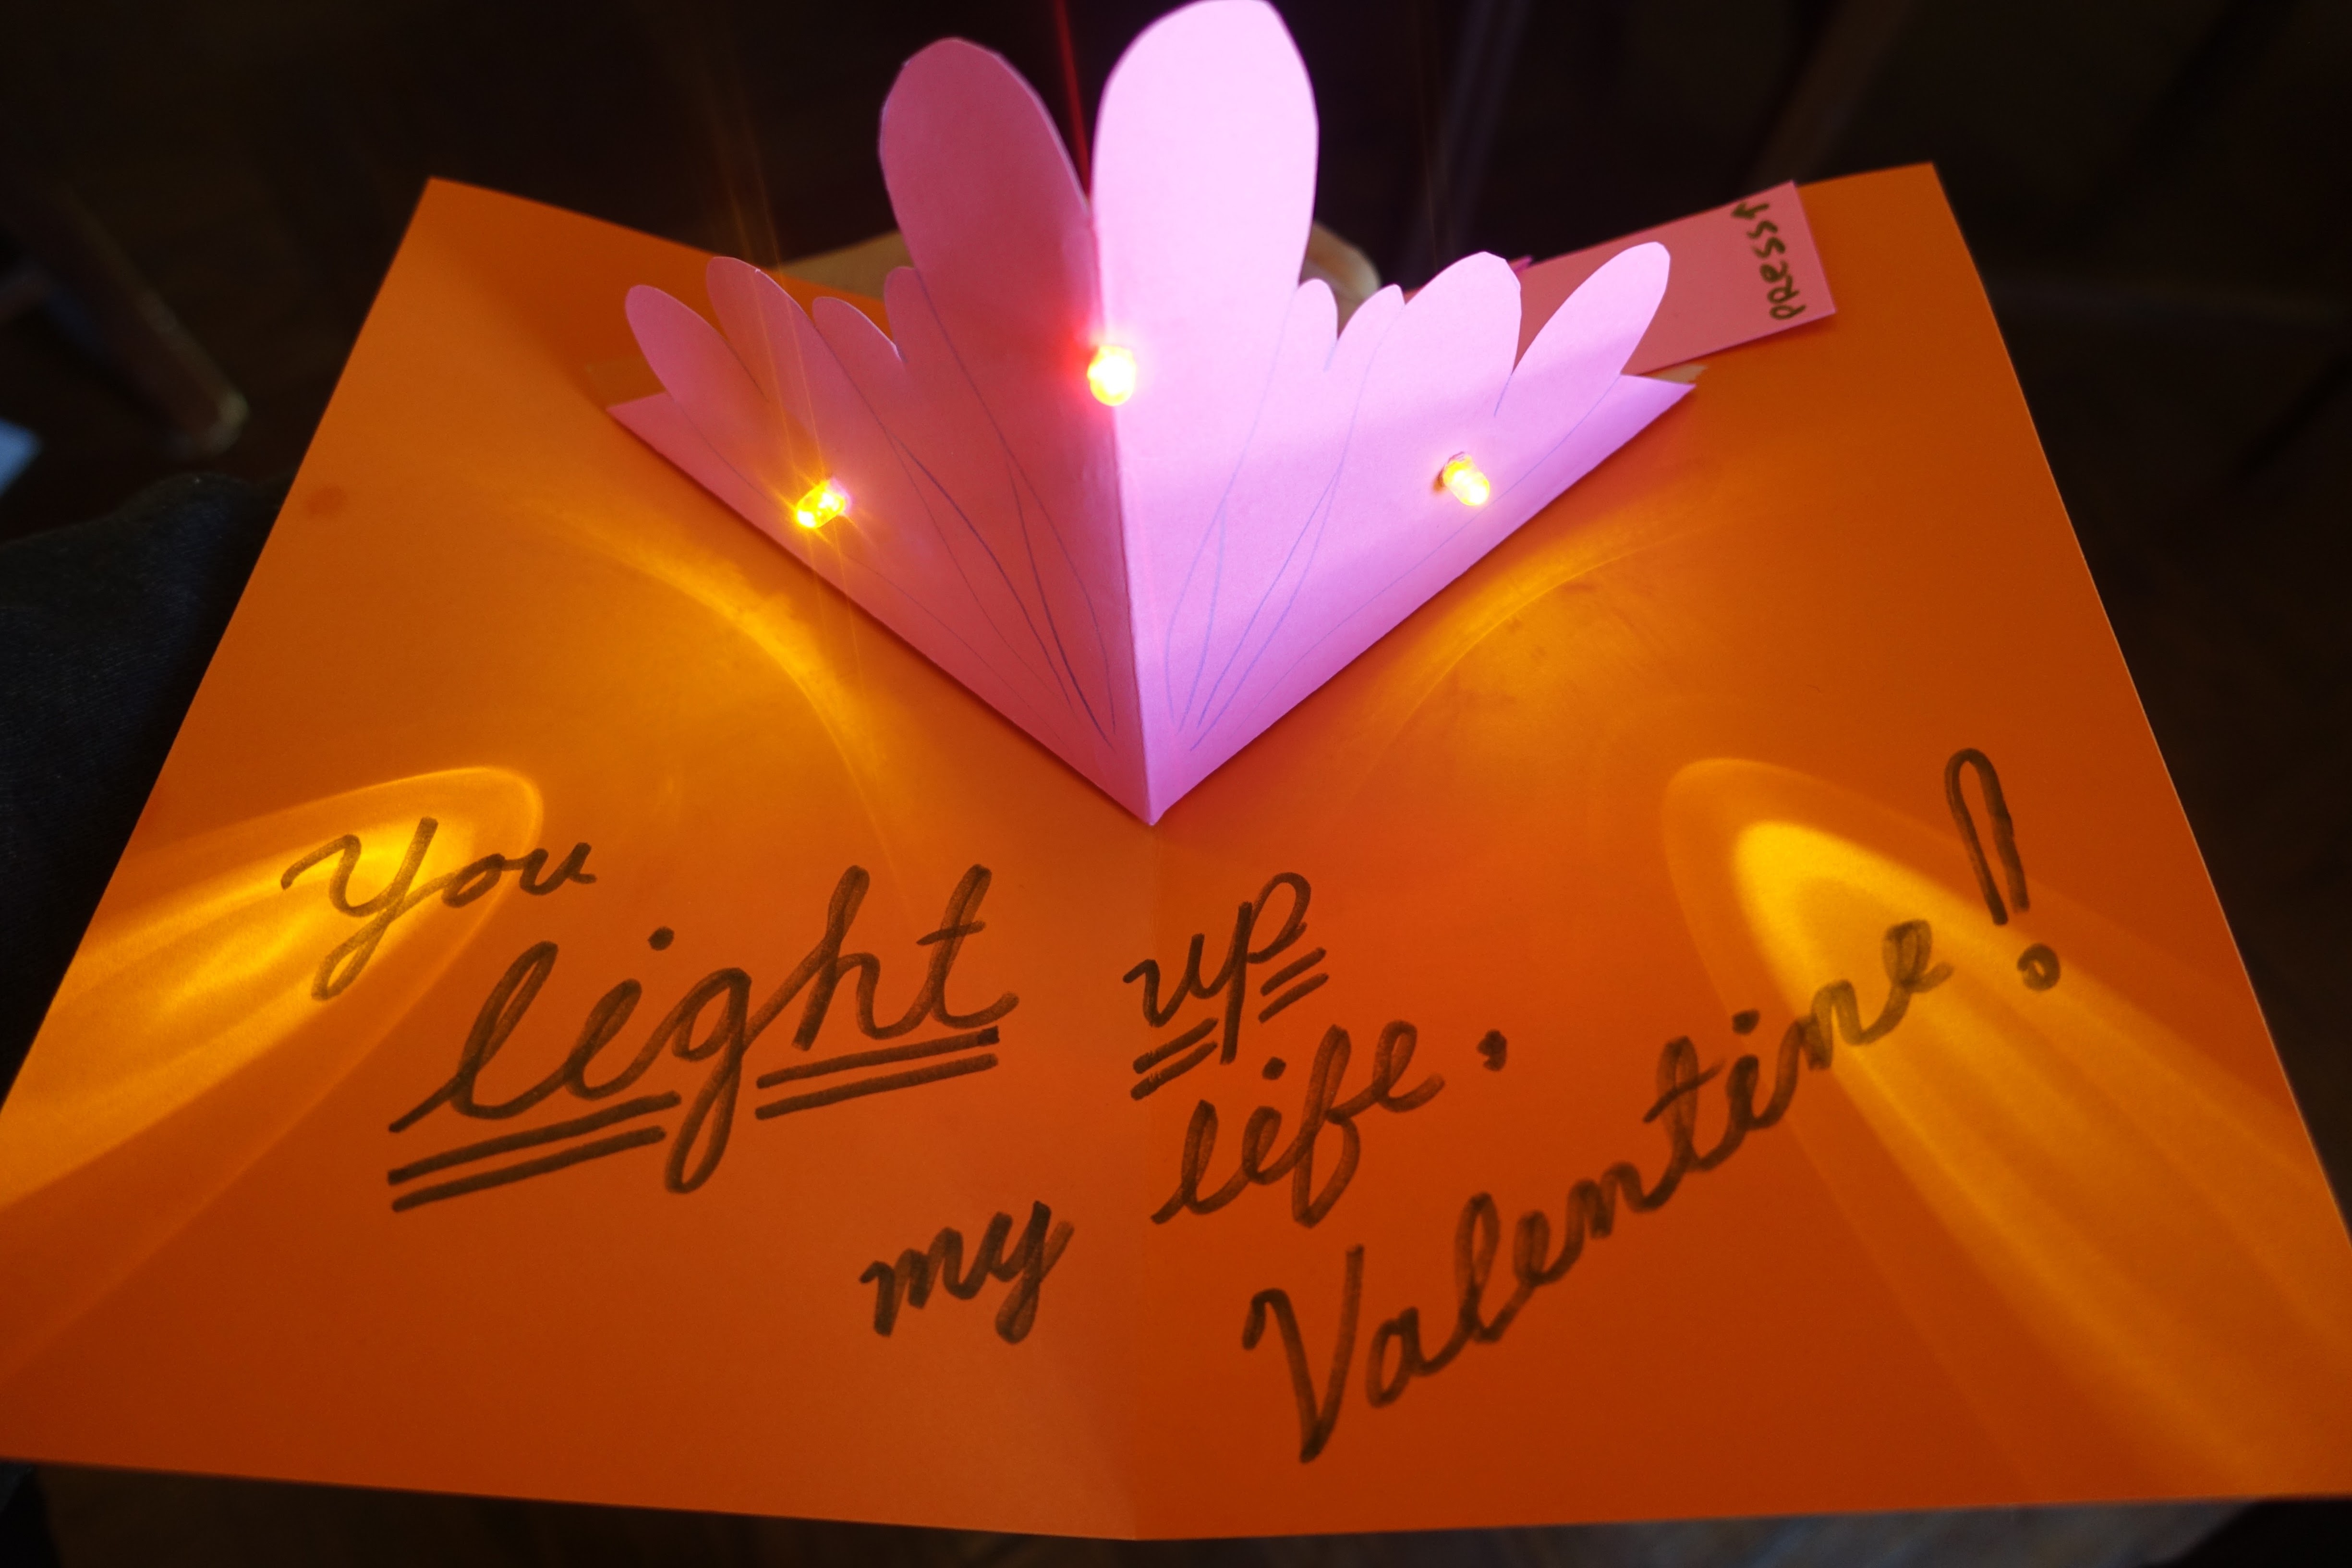 PRESS↑
You
light up
my life,
Valentine!